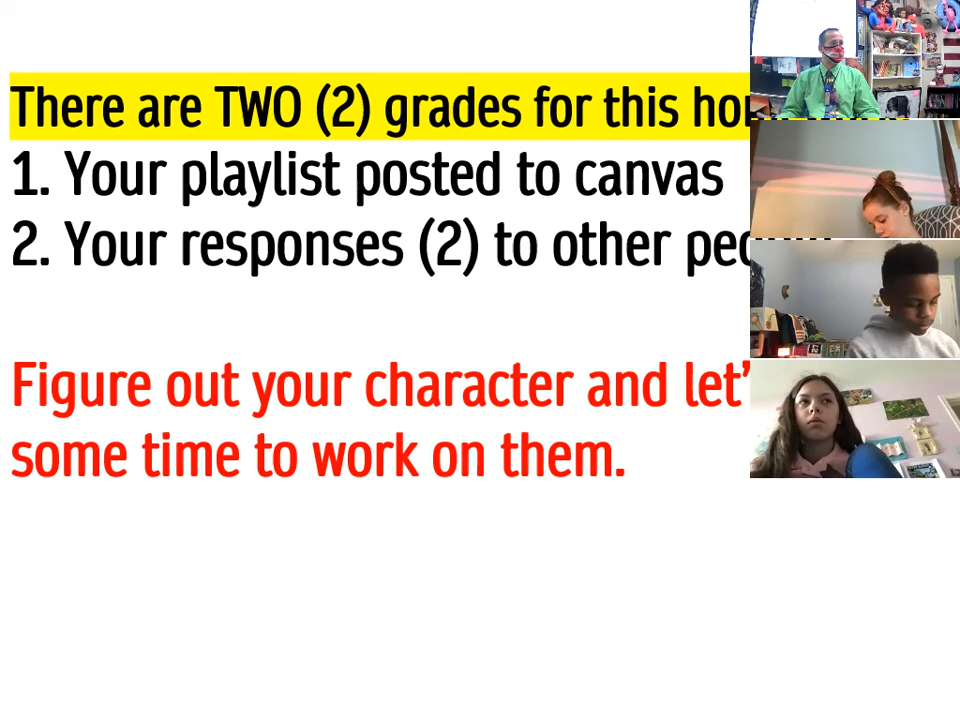 There are TWO (2) grades for this
1. Your playlist posted to canvas
2. Your responses (2) to other
Figure out your character and let’
some time to work on them.